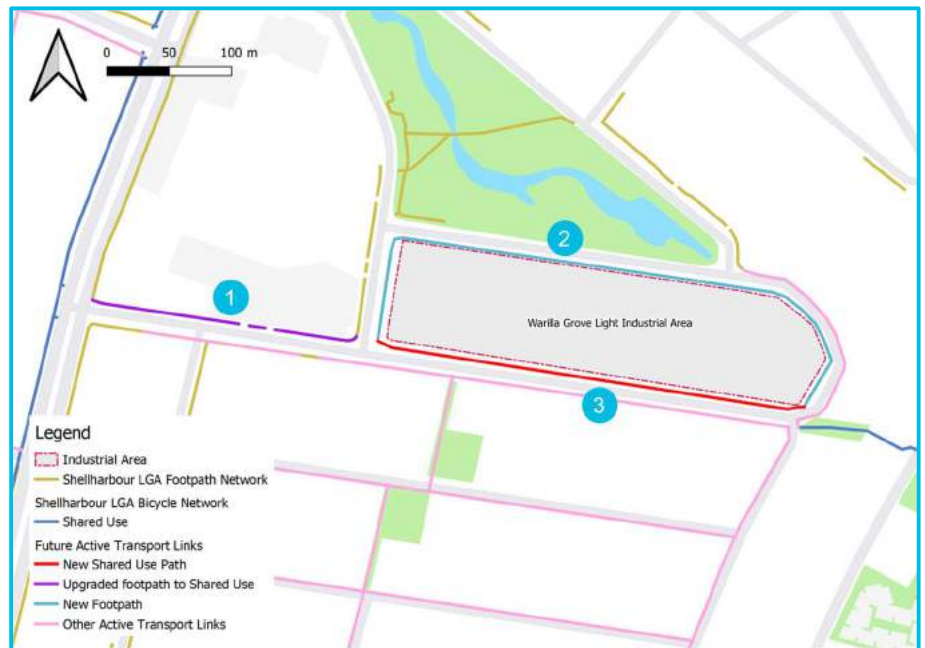 0 50 100 m
2
1
Warilla Grove Light Industrial Area
3
Legend
Industrial Area
Shellharbour LGA Footpath Network
Shellharbour LGA Bicycle Network
Shared Use
Future Active Transport Links
New Shared Use Path
Upgraded footpath to Shared Use
New Footpath
Other Active Transport Links